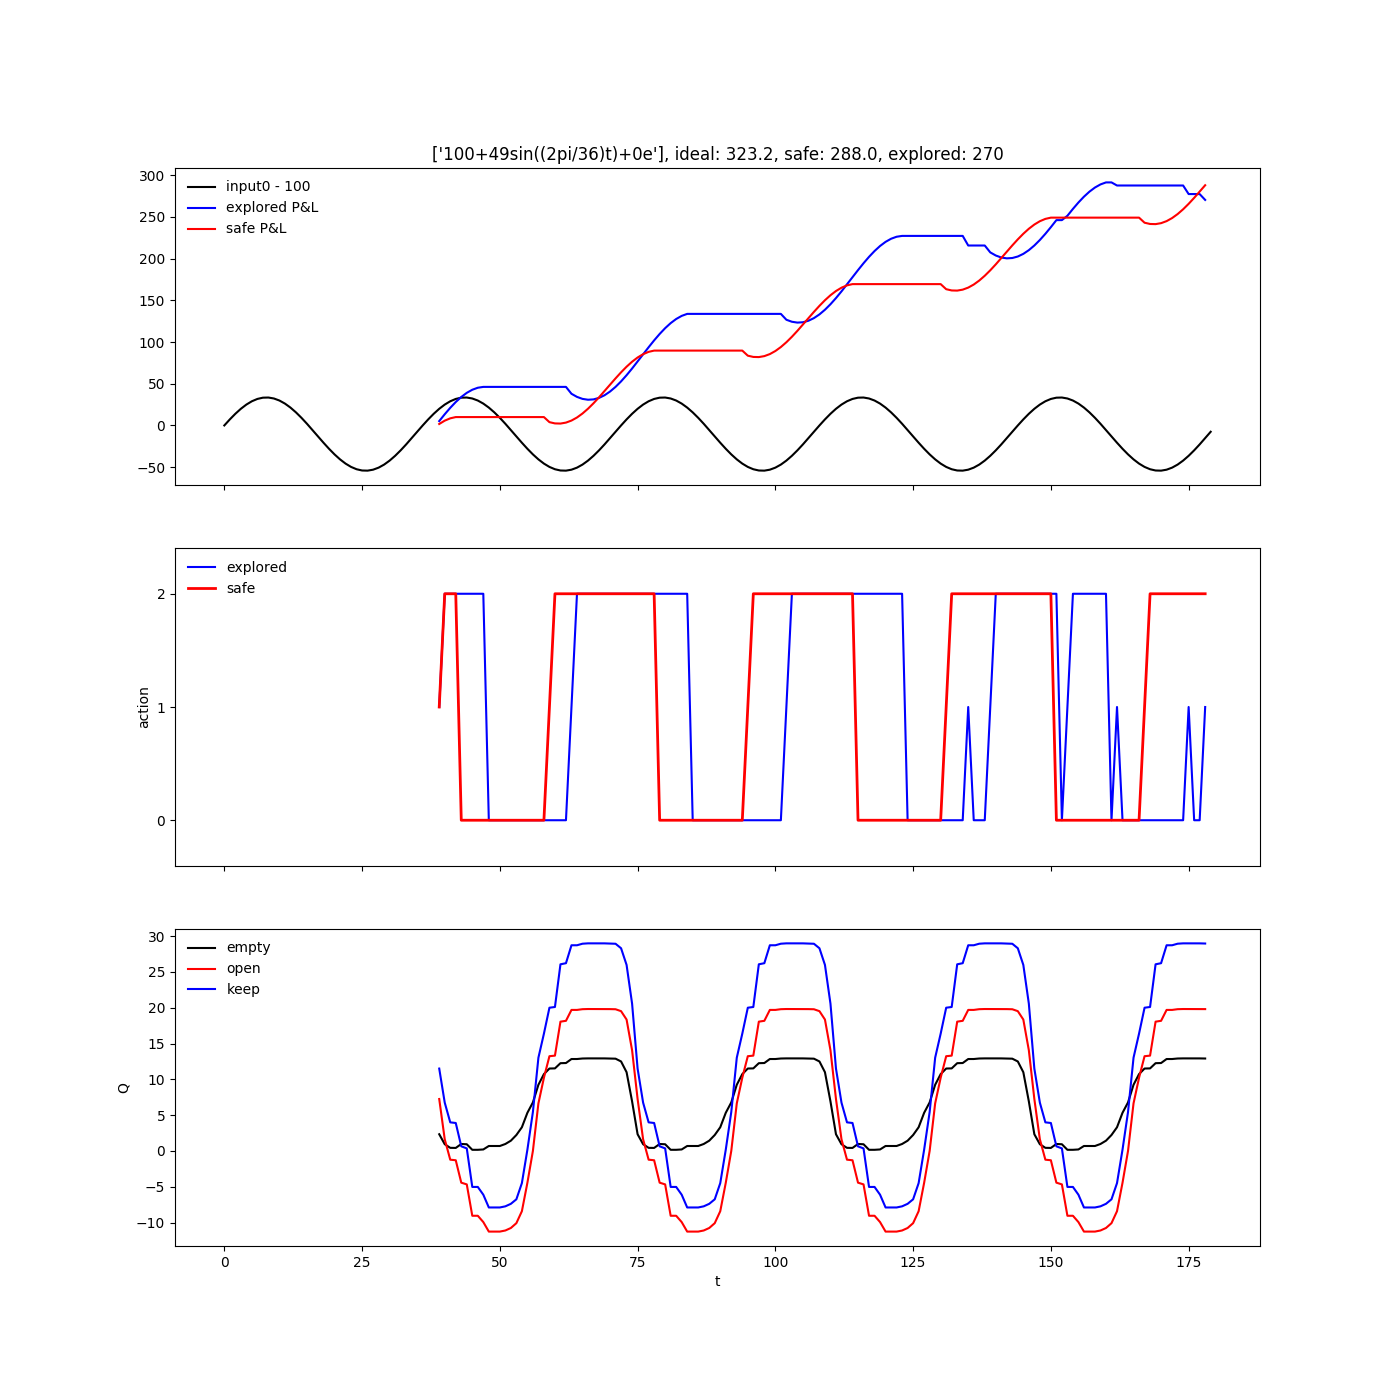 ['100+49sin((2pi/36)t)+0e'], ideal: 323.2, safe: 288.0, explored: 270
300
250
200
150
100
50
0
−50
input0 - 100
explored P&L
safe P&L
action
2
1
0
explored
safe
Q
30
25
20
15
10
5
0
−5
−10
empty
open
keep
0 25 50 75 100 125 150 175
t